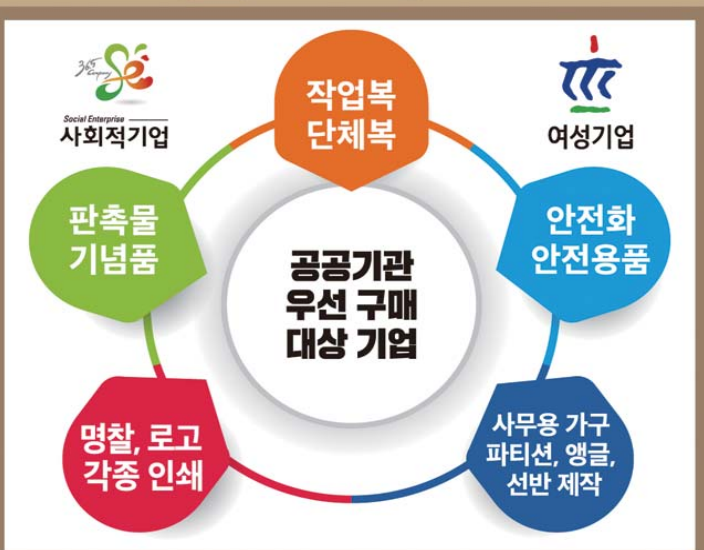 365
Company
Social Enterprise
사회적기업
여성기업
작업복
단체복
판촉물
기념품
안전화
안전용품
공공기관
우선 구매
대상 기업
명찰, 로고
각종 인쇄
사무용 가구
파티션, 앵글,
선반 제작